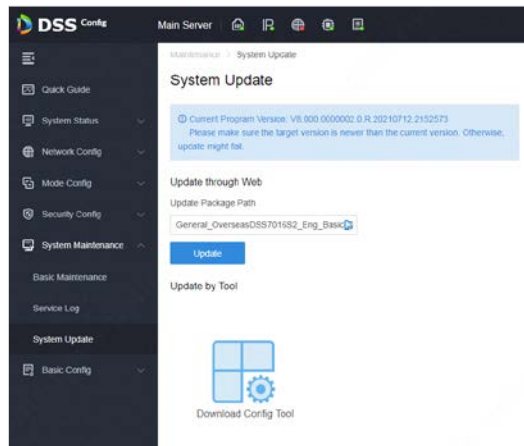 DSS Config
Main Server
Maintenance > System Update
System Update
Current Program Version: V8.000.0000002.0.R.20210712.2152573
Please make sure the target version is newer than the current version. Otherwise,
update might fail.
Quick Guide
System Status
Network Config
Mode Config
Security Config
System Maintenance
Basic Maintenance
Service Log
System Update
Basic Config
Update through Web
Update Package Path
General_OverseasDSS7016S2_Eng_Basic
Update
Update by Tool
Download Config Tool